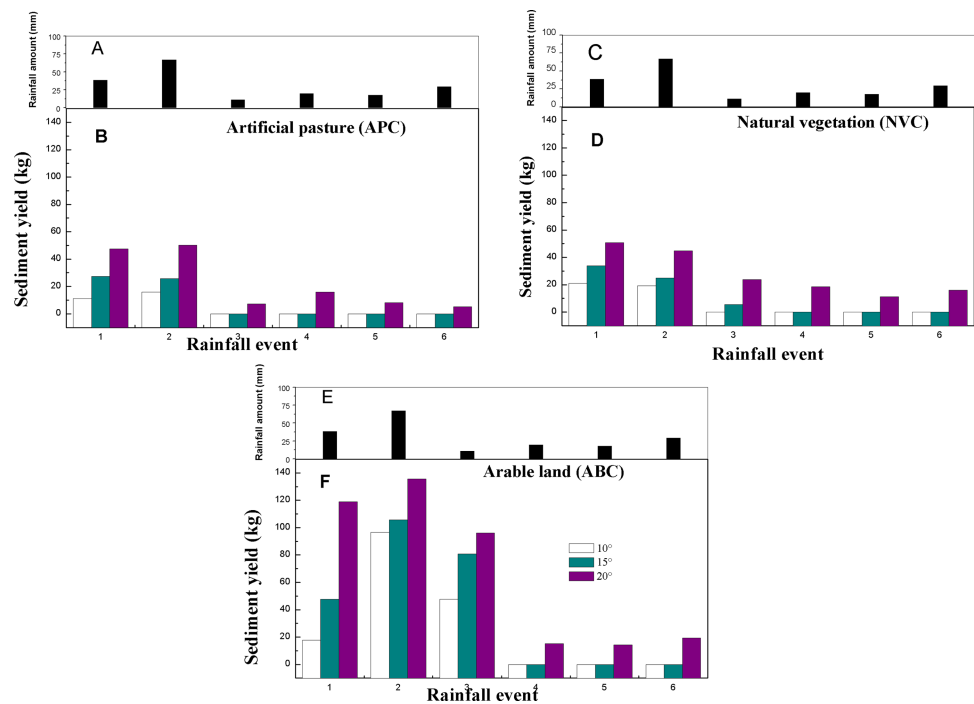 A
Rainfall amount (mm)
100
75
50
25
0
Artificial pasture (APC)
B
Sediment yield (kg)
140
120
100
80
60
40
20
0
1 2 3 4 5 6
Rainfall event
C
Rainfall amount (mm)
100
75
50
25
0
Natural vegetation (NVC)
D
Sediment yield (kg)
140
120
100
80
60
40
20
0
1 2 3 4 5 6
Rainfall event
E
Rainfall amount (mm)
100
75
50
25
0
Arable land (ABC)
F
Sediment yield (kg)
140
120
100
80
60
40
20
0
10°
15°
20°
1 2 3 4 5 6
Rainfall event